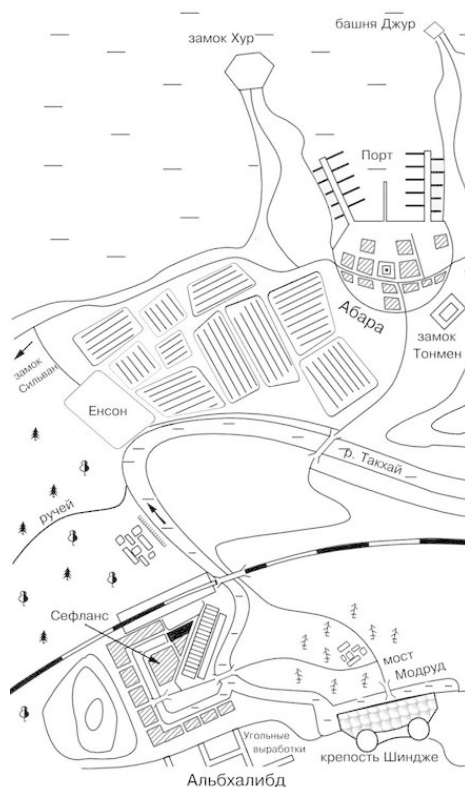 башня Джур
замок Хур
Порт
Абара
замок
Тонмен
замок
Сильван
Енсон
р. Такхай
ручей
Сефланс
мост
Модруд
Угольные
выработки
крепость Шиндже
Альбхалибд